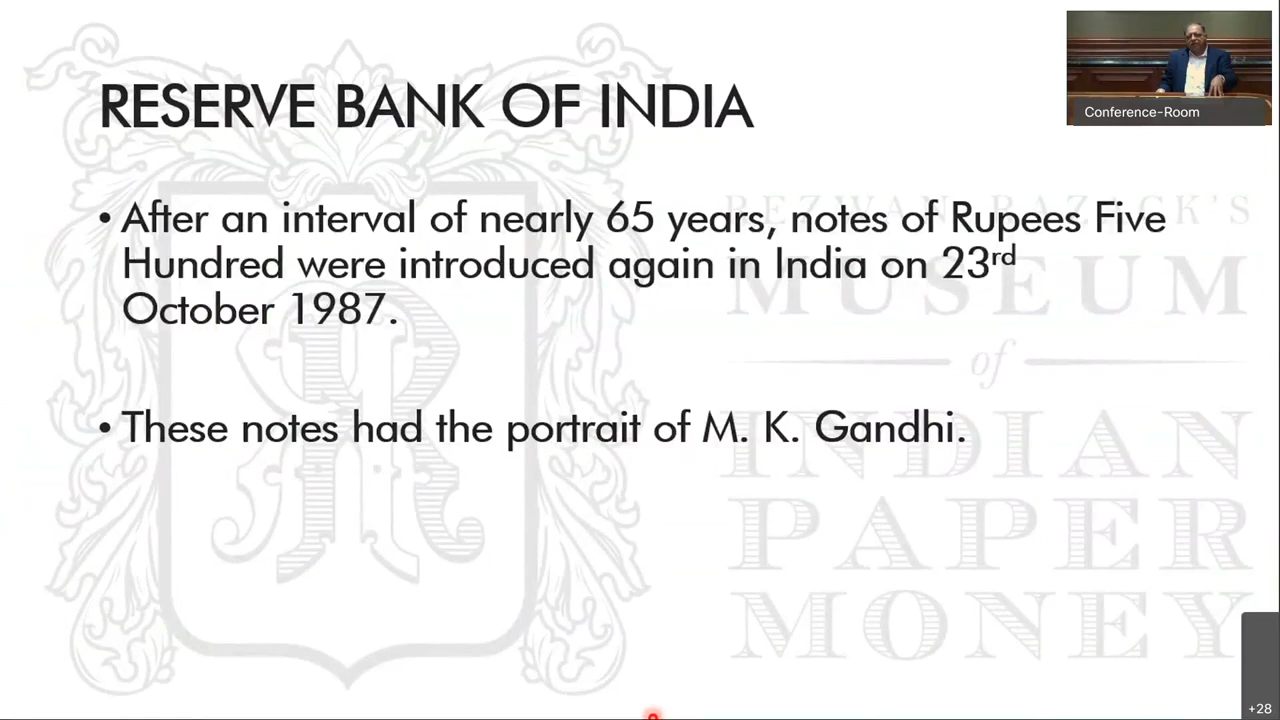 RESERVE BANK OF INDIA
Conference-Room
• After an interval of nearly 65 years, notes of Rupees Five
Hundred were introduced again in India on 23rd
October 1987.
• These notes had the portrait of M. K. Gandhi.
REZWAN RAZACK'S
MUSEUM
of
INDIAN
PAPER
MONEY
+28